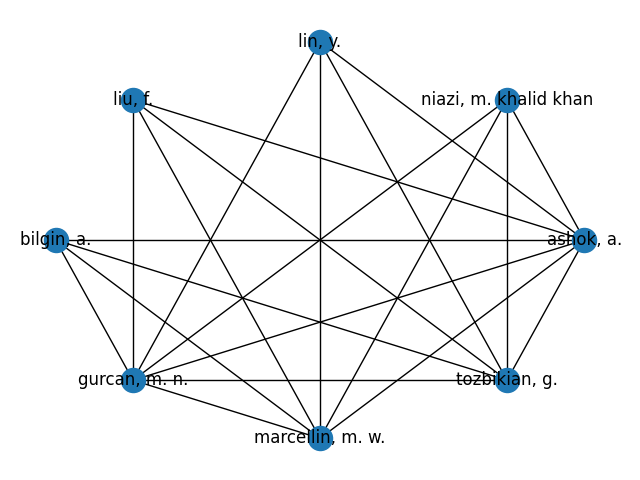 lin, y.
liu, f.
niazi, m. khalid khan
bilgin, a.
ashok, a.
gurcan, m. n.
tozbikian, g.
marcellin, m. w.